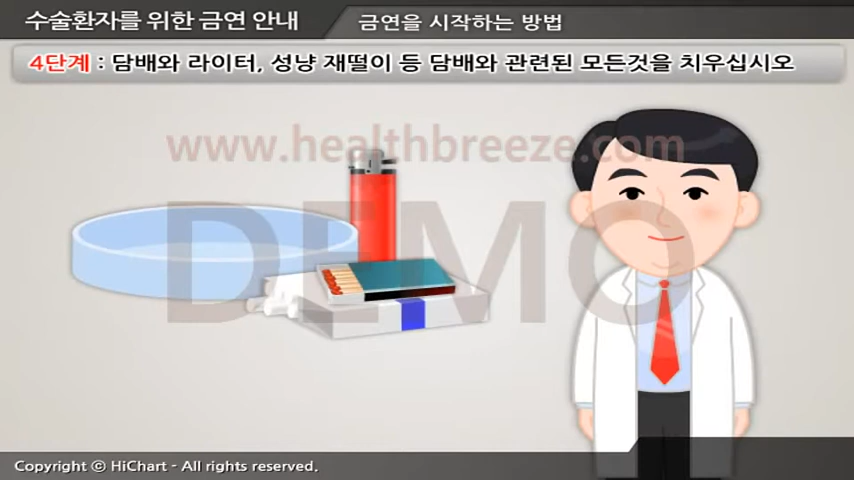 수술환자를 위한 금연 안내
금연을 시작하는 방법
4단계 : 담배와 라이터, 성냥 재떨이 등 담배와 관련된 모든것을 치우십시오
www.healthbreeze.com
DEMO
Copyright ⓒ HiChart - All rights reserved.